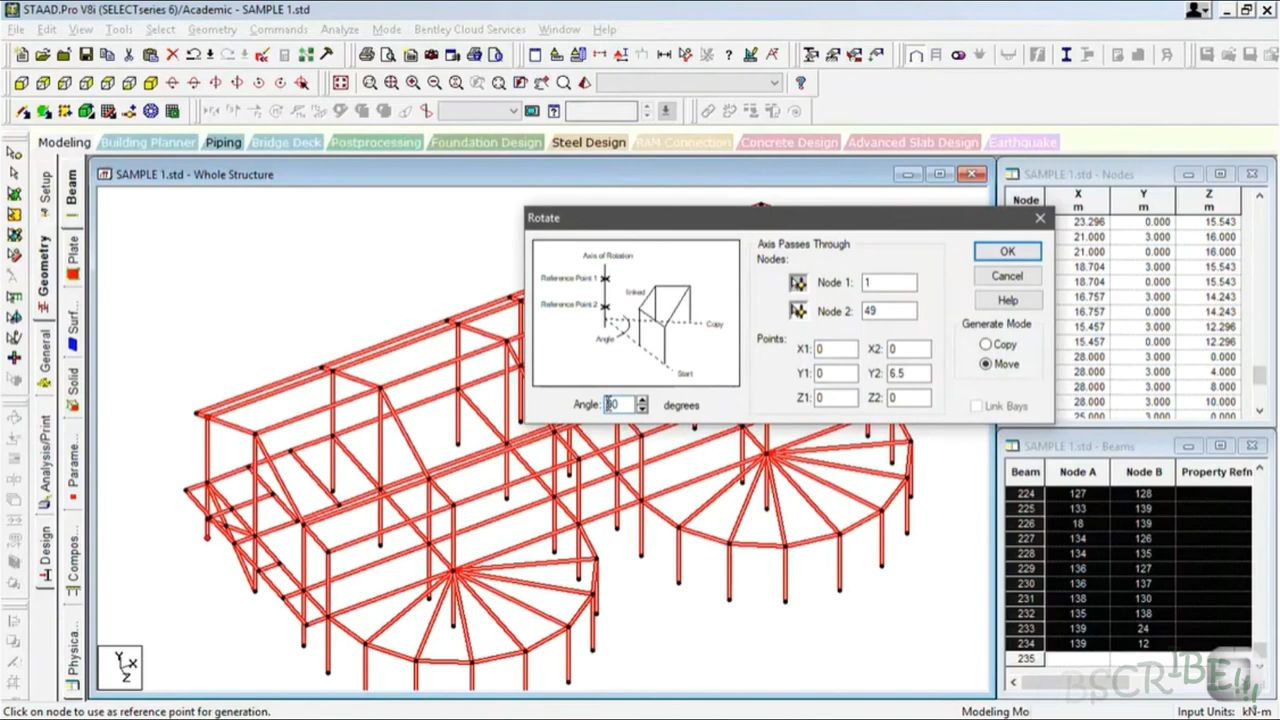 STAAD.Pro V8i (SELECTseries 6)/Academic - SAMPLE 1.std
File Edit View Tools Select Geometry Commands Analyze Mode Bentley Cloud Services Window Help
Modeling Building Planner Piping Bridge Deck Postprocessing Foundation Design Steel Design RAM Connection Concrete Design Advanced Slab Design Earthquake
Setup
Geometry
General
Analysis/Print
Design
Beam
Plate
Surf...
Solid
Parame...
Compos...
Physica...
SAMPLE 1.std - Whole Structure
Y
X
Z
Rotate
Axis of Rotation
Reference Point 1
linked
Reference Point 2
Copy
Angle
Start
Angle: degrees
Axis Passes Through
Nodes:
Node 1: 1
Node 2: 49
Points:
X1: 0 X2: 0
Y1: 0 Y2: 6.5
Z1: 0 Z2: 0
OK
Cancel
Help
Generate Mode
Copy
Move
Link Bays
SAMPLE 1.std - Nodes
Node X m Y m Z m
23.296 0.000 15.543
21.000 3.000 16.000
21.000 0.000 16.000
18.704 3.000 15.543
18.704 0.000 15.543
16.757 3.000 14.243
16.757 0.000 14.243
15.457 3.000 12.296
15.457 0.000 12.296
28.000 3.000 0.000
28.000 3.000 4.000
28.000 3.000 8.000
28.000 3.000 10.000
SAMPLE 1.std - Beams
Beam Node A Node B Property Refn
224 127 128
225 133 139
226 18 139
227 134 126
228 134 135
229 136 127
230 136 137
231 138 130
232 135 138
233 139 24
234 139 12
235
BSCRIBE!!!
Click on node to use as reference point for generation.
Modeling Mo
Input Units: kN-m